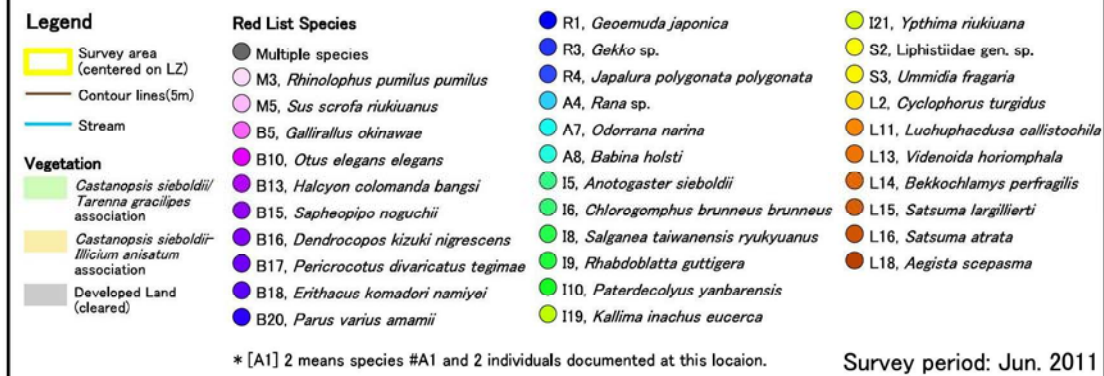 Legend
Survey area
(centered on LZ)
Contour lines(5m)
Stream
Vegetation
Castanopsis sieboldii/
Tarenna gracilipes
association
Castanopsis sieboldii-
Illicium anisatum
association
Developed Land
(cleared)
Red List Species
Multiple species
M3, Rhinolophus pumilus pumilus
M5, Sus scrofa riukiuanus
B5, Gallirallus okinawae
B10, Otus elegans elegans
B13, Halcyon colomanda bangsi
B15, Sapheopipo noguchii
B16, Dendrocopos kizuki nigrescens
B17, Pericrocotus divaricatus tegimae
B18, Erithacus komadori namiyei
B20, Parus varius amamii
R1, Geoemuda japonica
R3, Gekko sp.
R4, Japalura polygonata polygonata
A4, Rana sp.
A7, Odorrana narina
A8, Babina holsti
I5, Anotogaster sieboldii
I6, Chlorogomphus brunneus brunneus
I8, Salganea taiwanensis ryukyuanus
I9, Rhabdoblatta guttigera
I10, Paterdecolyus yanbarensis
I19, Kallima inachus eucerca
I21, Ypthima riukiuana
S2, Liphistiidae gen. sp.
S3, Ummidia fragaria
L2, Cyclophorus turgidus
L11, Luchuphaedusa callistochila
L13, Videnoida horiomphala
L14, Bekkochlamys perfragilis
L15, Satsuma largillierti
L16, Satsuma atrata
L18, Aegista scepasma
* [A1] 2 means species #A1 and 2 individuals documented at this locaion.
Survey period: Jun. 2011